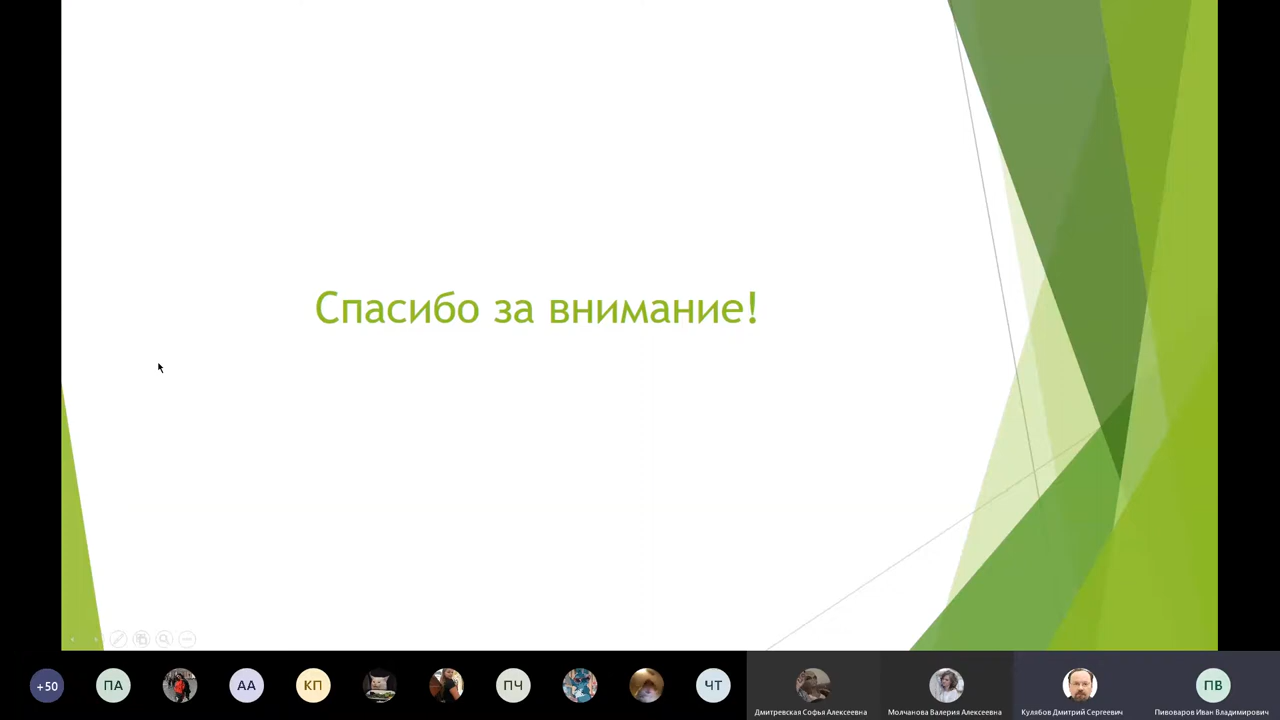 Спасибо за внимание!
+50
ПА
АА
КП
ПЧ
ЧТ
ПВ
Дмитревская Софья Алексеевна
Молчанова Валерия Алексеевна
Кулябов Дмитрий Сергеевич
Пивоваров Иван Владимирович